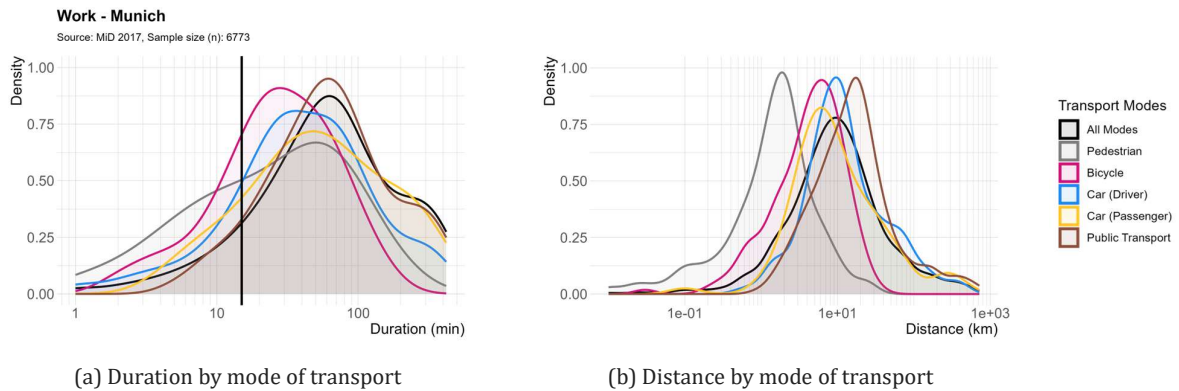 Work - Munich
Source: MiD 2017, Sample size (n): 6773
Density
1.00
0.75
0.50
0.25
0.00
1
10
100
Duration (min)
(a) Duration by mode of transport
Density
1.00
0.75
0.50
0.25
0.00
1e-01
1e+01
1e+03
Distance (km)
(b) Distance by mode of transport
Transport Modes
All Modes
Pedestrian
Bicycle
Car (Driver)
Car (Passenger)
Public Transport